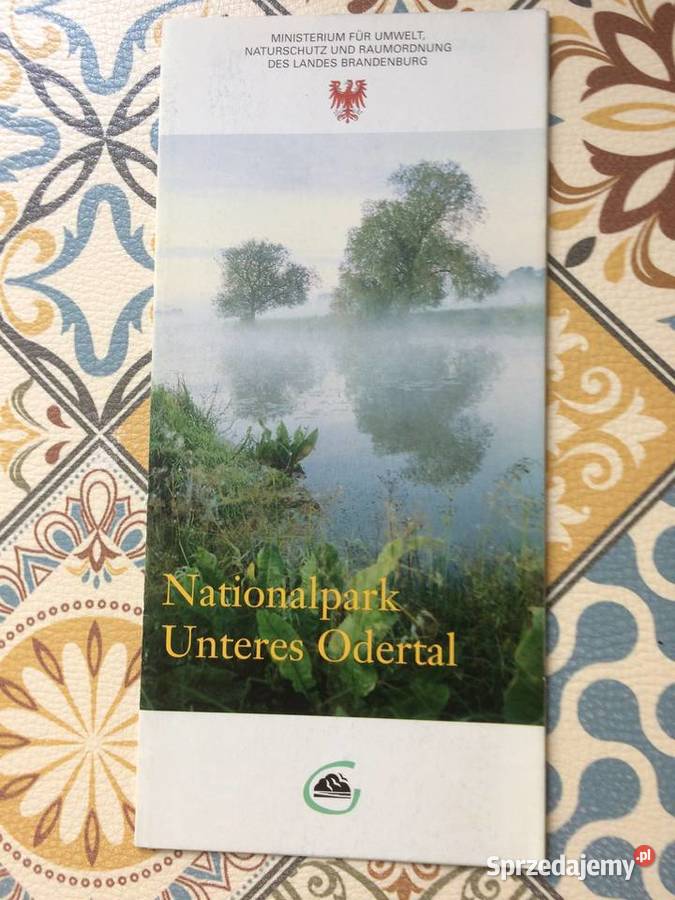 MINISTERIUM FÜR UMWELT,
NATURSCHUTZ UND RAUMORDNUNG
DES LANDES BRANDENBURG
Nationalpark
Unteres Odertal
Sprzedajemy.pl